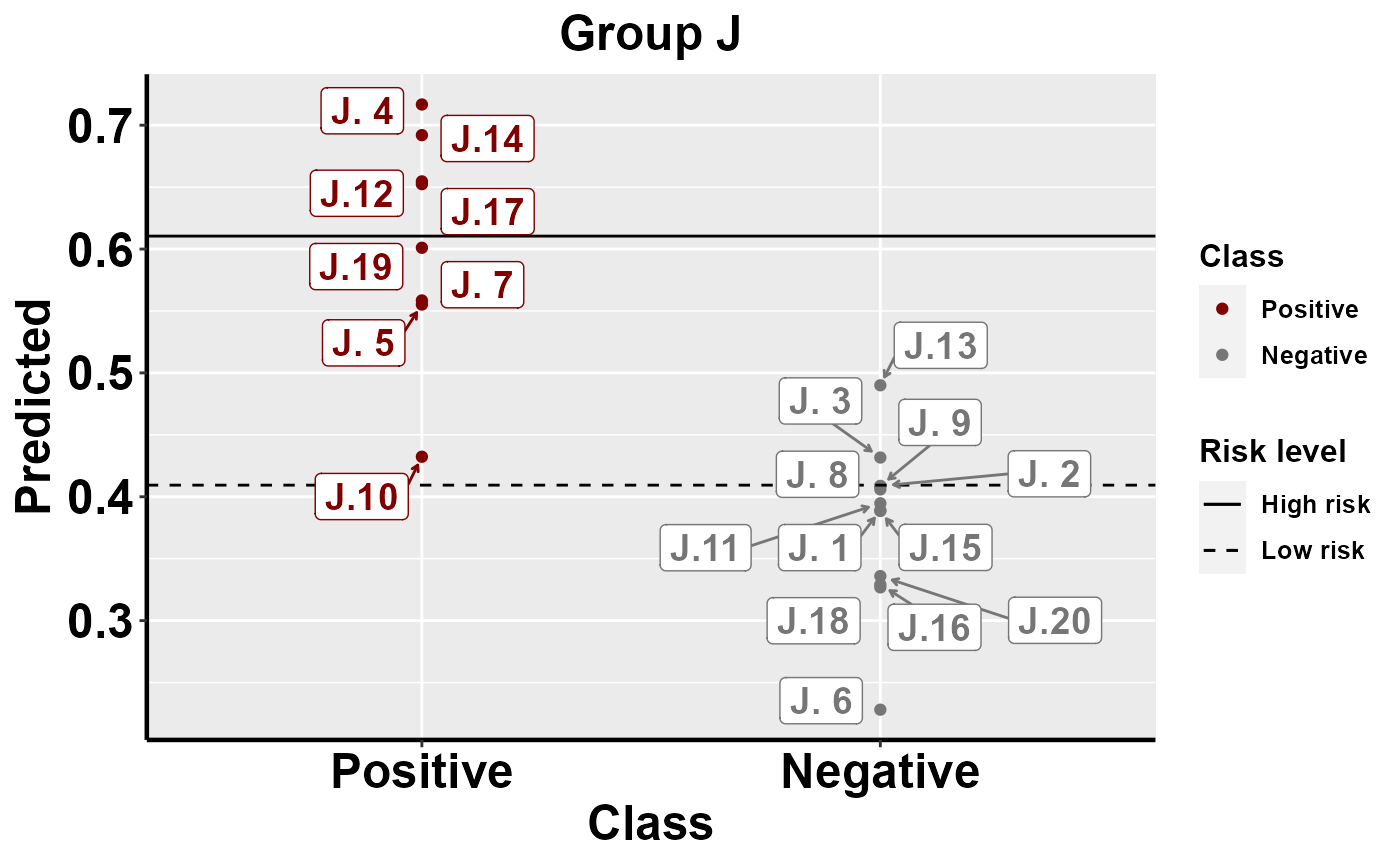 Group J
Predicted
0.7
0.6
0.5
0.4
0.3
J. 4
J.14
J.12
J.17
J.19
J. 7
J. 5
J.10
J.13
J. 3
J. 9
J. 8
J. 2
J.11
J. 1
J.15
J.18
J.16
J.20
J. 6
Positive
Negative
Class
Class
Positive
Negative
Risk level
High risk
Low risk